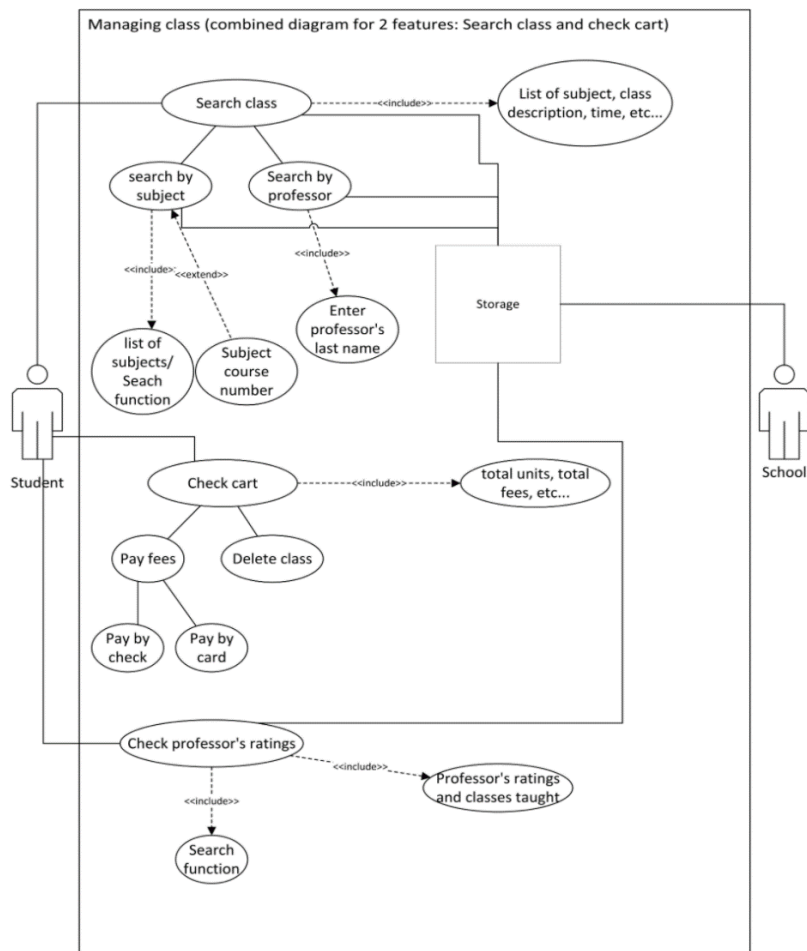 Managing class (combined diagram for 2 features: Search class and check cart)
Search class
<<include>>
List of subject, class
description, time, etc...
search by
subject
Search by
professor
<<include>>
<<extend>>
<<include>>
Storage
list of
subjects/
Seach
function
Subject
course
number
Enter
professor's
last name
Student
School
Check cart
<<include>>
total units, total
fees, etc...
Pay fees
Delete class
Pay by
check
Pay by
card
Check professor's ratings
<<include>>
<<include>>
Professor's ratings
and classes taught
Search
function